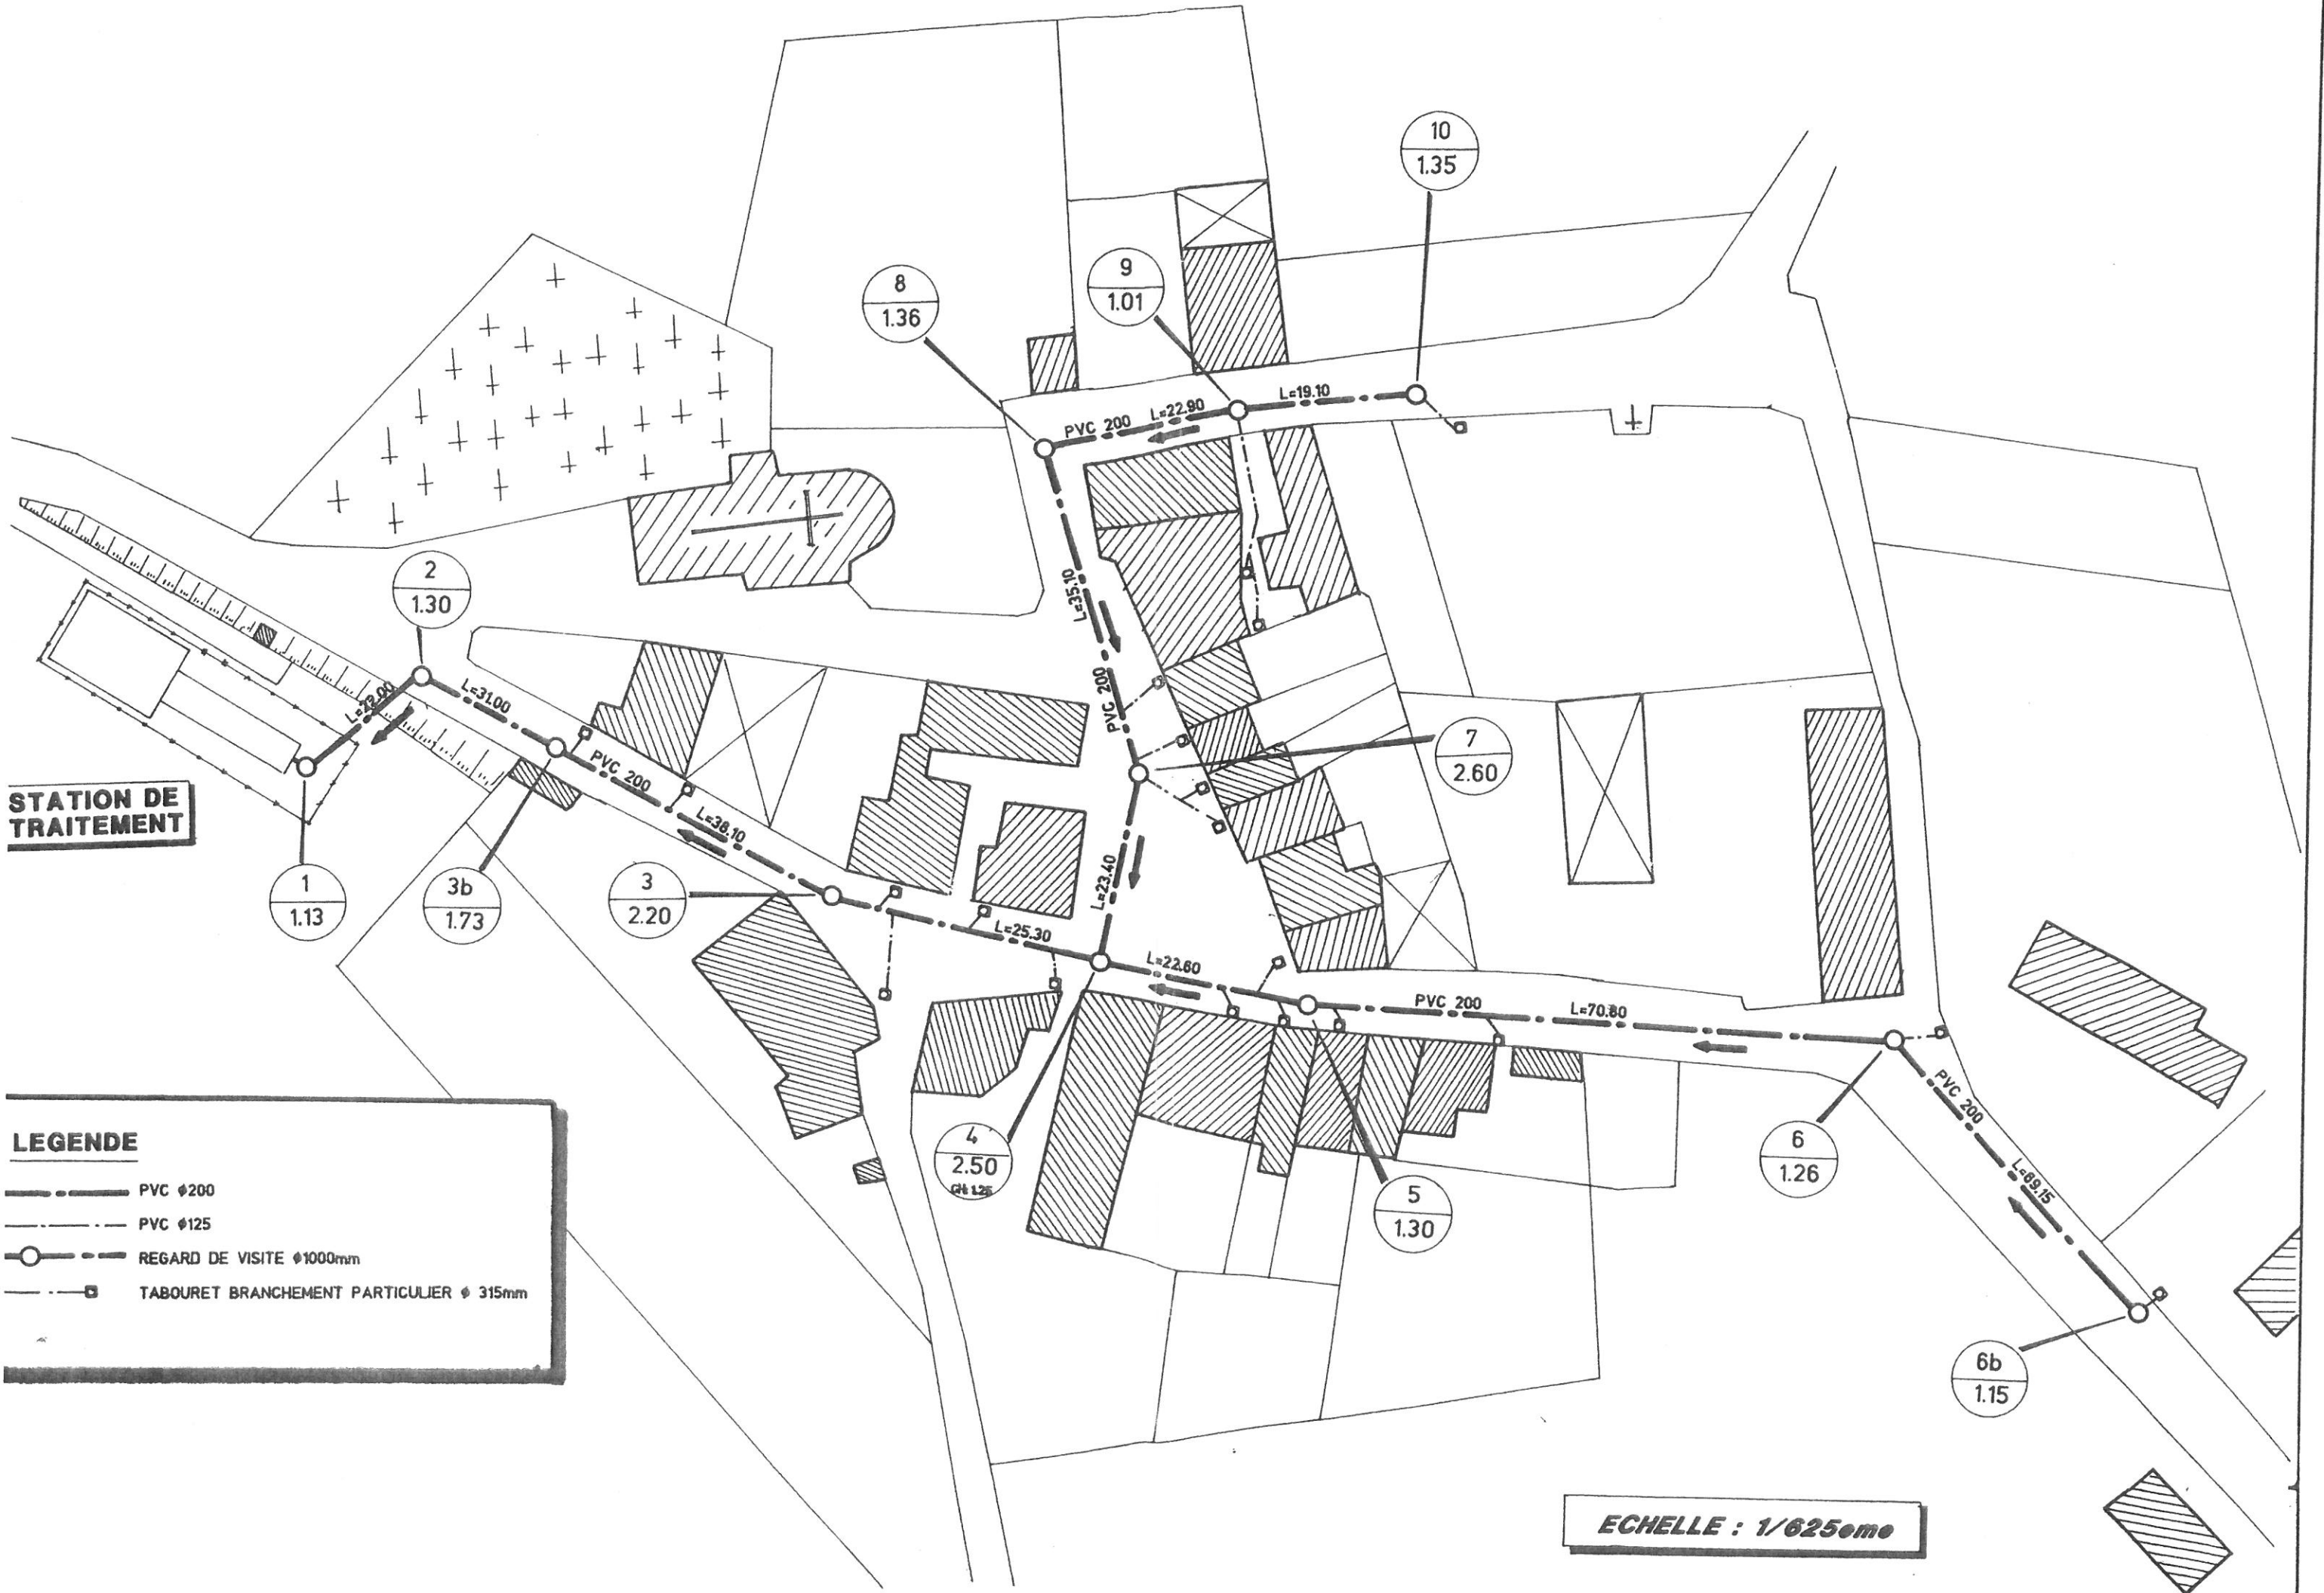 10
1.35
9
1.01
8
1.36
L=19.10
L=22.90
PVC 200
2
1.30
L=35.10
PVC 200
L=31.00
7
2.60
PVC 200
STATION DE
TRAITEMENT
L=38.10
L=23.40
1
1.13
3b
1.73
3
2.20
L=25.30
L=22.60
PVC 200
L=70.80
PVC 200
LEGENDE
4
2.50
6
1.26
L=69.15
PVC ϕ200
5
1.30
PVC ϕ125
REGARD DE VISITE ϕ1000mm
TABOURET BRANCHEMENT PARTICULIER ϕ 315mm
6b
1.15
ECHELLE : 1/625eme